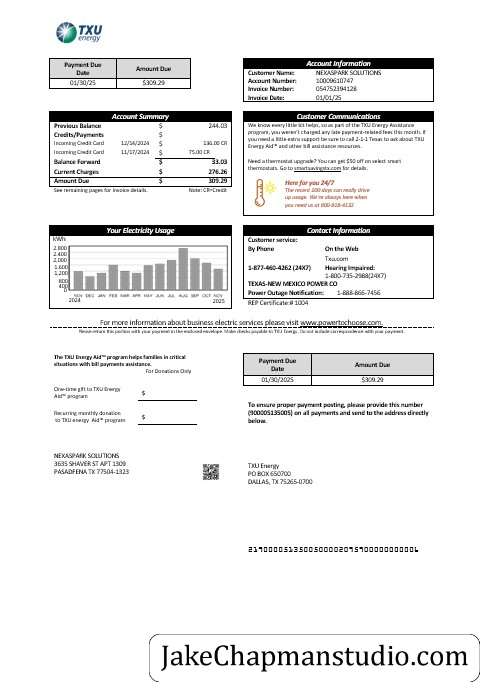 TXU
energy
Payment Due Date
Amount Due
01/30/25
$309.29
Account Information
Customer Name: NEXASPARK SOLUTIONS
Account Number: 10009610747
Invoice Number: 054752394128
Invoice Date: 01/01/25
Account Summary
Previous Balance $ 244.03
Credits/Payments $
Incoming Credit Card 12/14/2024 $ 136.00 CR
Incoming Credit Card 11/17/2024 $ 75.00 CR
Balance Forward $ 33.03
Current Charges $ 276.26
Amount Due $ 309.29
See remaining pages for invoice details. Note: CR=Credit
Customer Communications
We know every little bit helps, so as part of the TXU Energy Assistance
program, you weren't charged any late payment-related fees this month. If
you need a little extra support be sure to call 2-1-1 Texas to ask about TXU
Energy Aid℠ and other bill assistance resources.
Need a thermostat upgrade? You can get $50 off on select smart
thermostats. Go to smartsavingstx.com for details.
Here for you 24/7
The record 100 days can really drive
up usage. We're always here when
you need us at 800-818-6132
Your Electricity Usage
kWhs
2,800
2,400
2,000
1,600
1,200
800
400
0
NOV DEC JAN FEB MAR APR MAY JUN JUL AUG SEP OCT NOV
2024 2025
Contact Information
Customer service:
By Phone On the Web
Txu.com
1-877-460-4262 (24X7) Hearing Impaired:
1-800-735-2988(24X7)
TEXAS-NEW MEXICO POWER CO
Power Outage Notification: 1-888-866-7456
REP Certificate # 1004
For more information about business electric services please visit www.powertochoose.com.
Please return this portion with your payment in the enclosed envelope. Make checks payable to TXU Energy. Do not include correspondence with your payment.
The TXU Energy Aid℠ program helps families in critical
situations with bill payments assistance.
For Donations Only
One-time gift to TXU Energy
Aid℠ program $
Recurring monthly donation
to TXU energy Aid℠ program $
Payment Due Date
Amount Due
01/30/2025
$309.29
To ensure proper payment posting, please provide this number
(900005135005) on all payments and send to the address directly
below.
NEXASPARK SOLUTIONS
3635 SHAVER ST APT 1309
PASADFENA TX 77504-1323
TXU Energy
PO BOX 650700
DALLAS, TX 75265-0700
JakeChapmanstudio.com